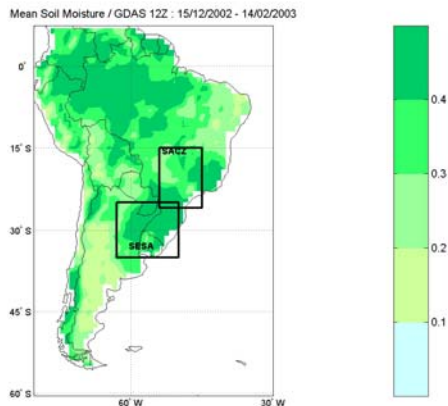 Mean Soil Moisture / GDAS 12Z : 15/12/2002 - 14/02/2003
0°
15° S
30° S
45° S
60° S
60° W
30° W
SACZ
SESA
0.4
0.3
0.2
0.1